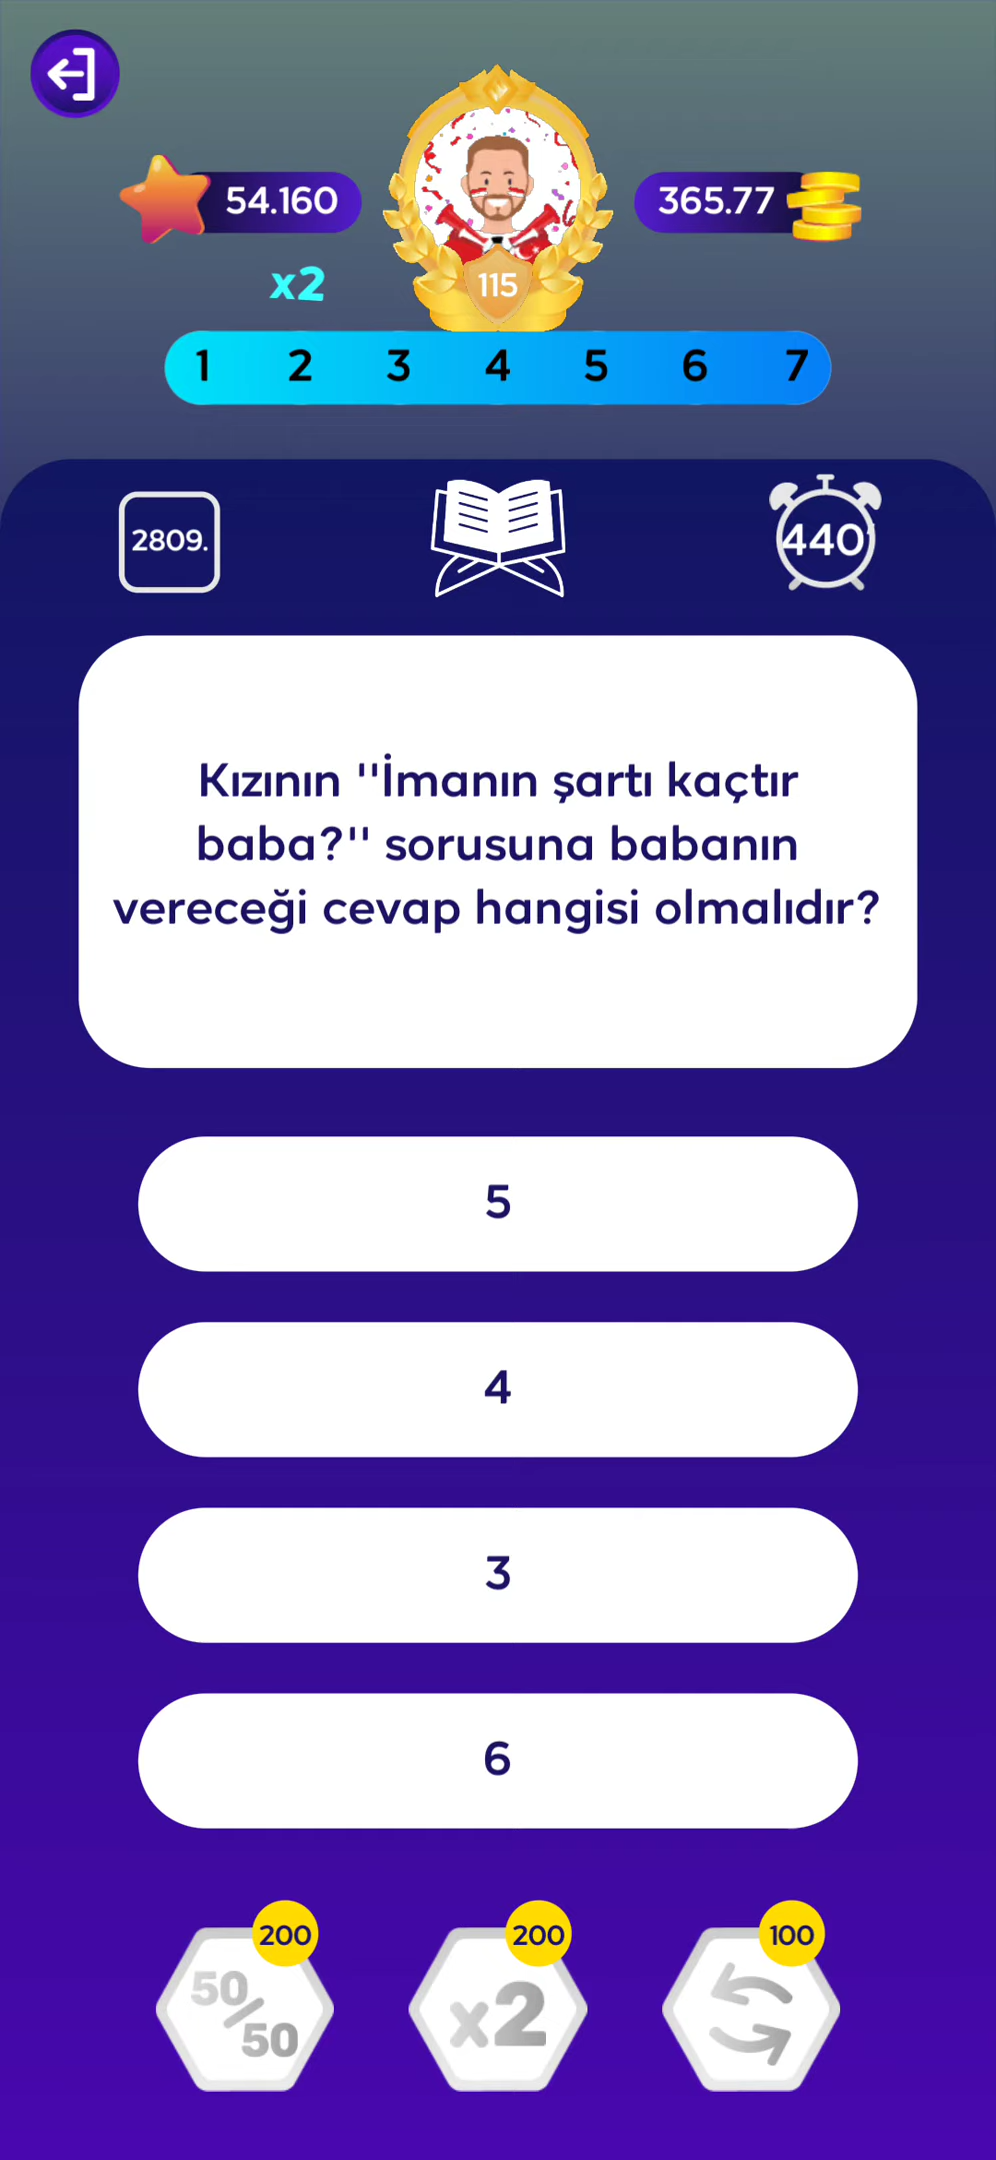 54.160
365.77
x2
115
1 2 3 4 5 6 7
2809.
440
Kızının ''İmanın şartı kaçtır
baba?'' sorusuna babanın
vereceği cevap hangisi olmalıdır?
5
4
3
6
200
200
100
50/50
x2